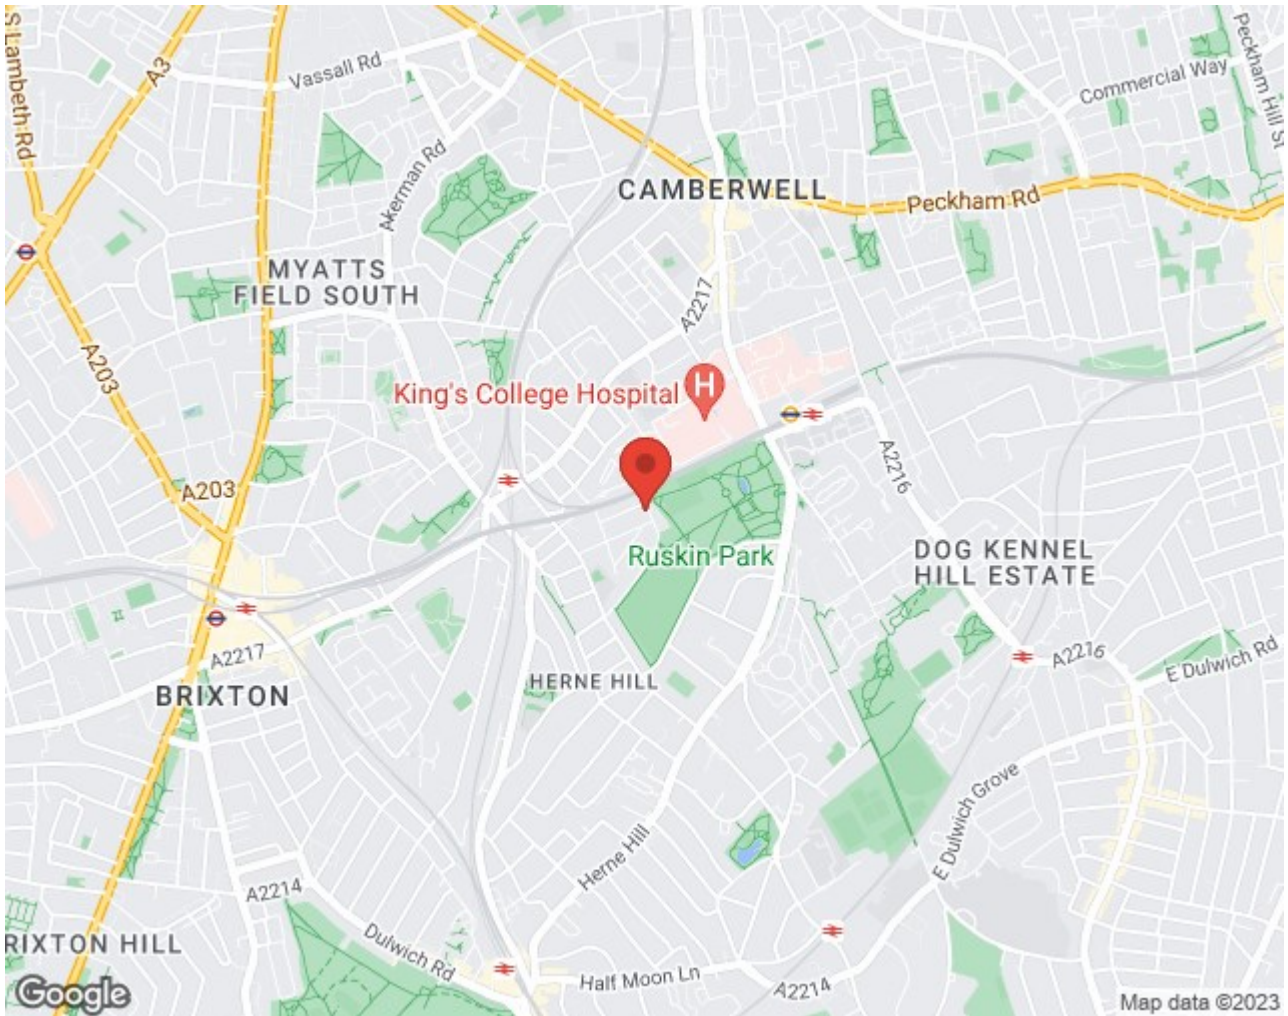 S Lambeth Rd
A3
Vassall Rd
Commercial Way
Peckham Hill St
Akerman Rd
CAMBERWELL
Peckham Rd
MYATTS
FIELD SOUTH
A2217
A203
King's College Hospital
H
A203
A2216
Ruskin Park
DOG KENNEL
HILL ESTATE
A2217
A2216
E Dulwich Rd
HERNE HILL
BRIXTON
E Dulwich Grove
Herne Hill
A2214
RIXTON HILL
Dulwich Rd
Half Moon Ln
A2214
Google
Map data ©2023